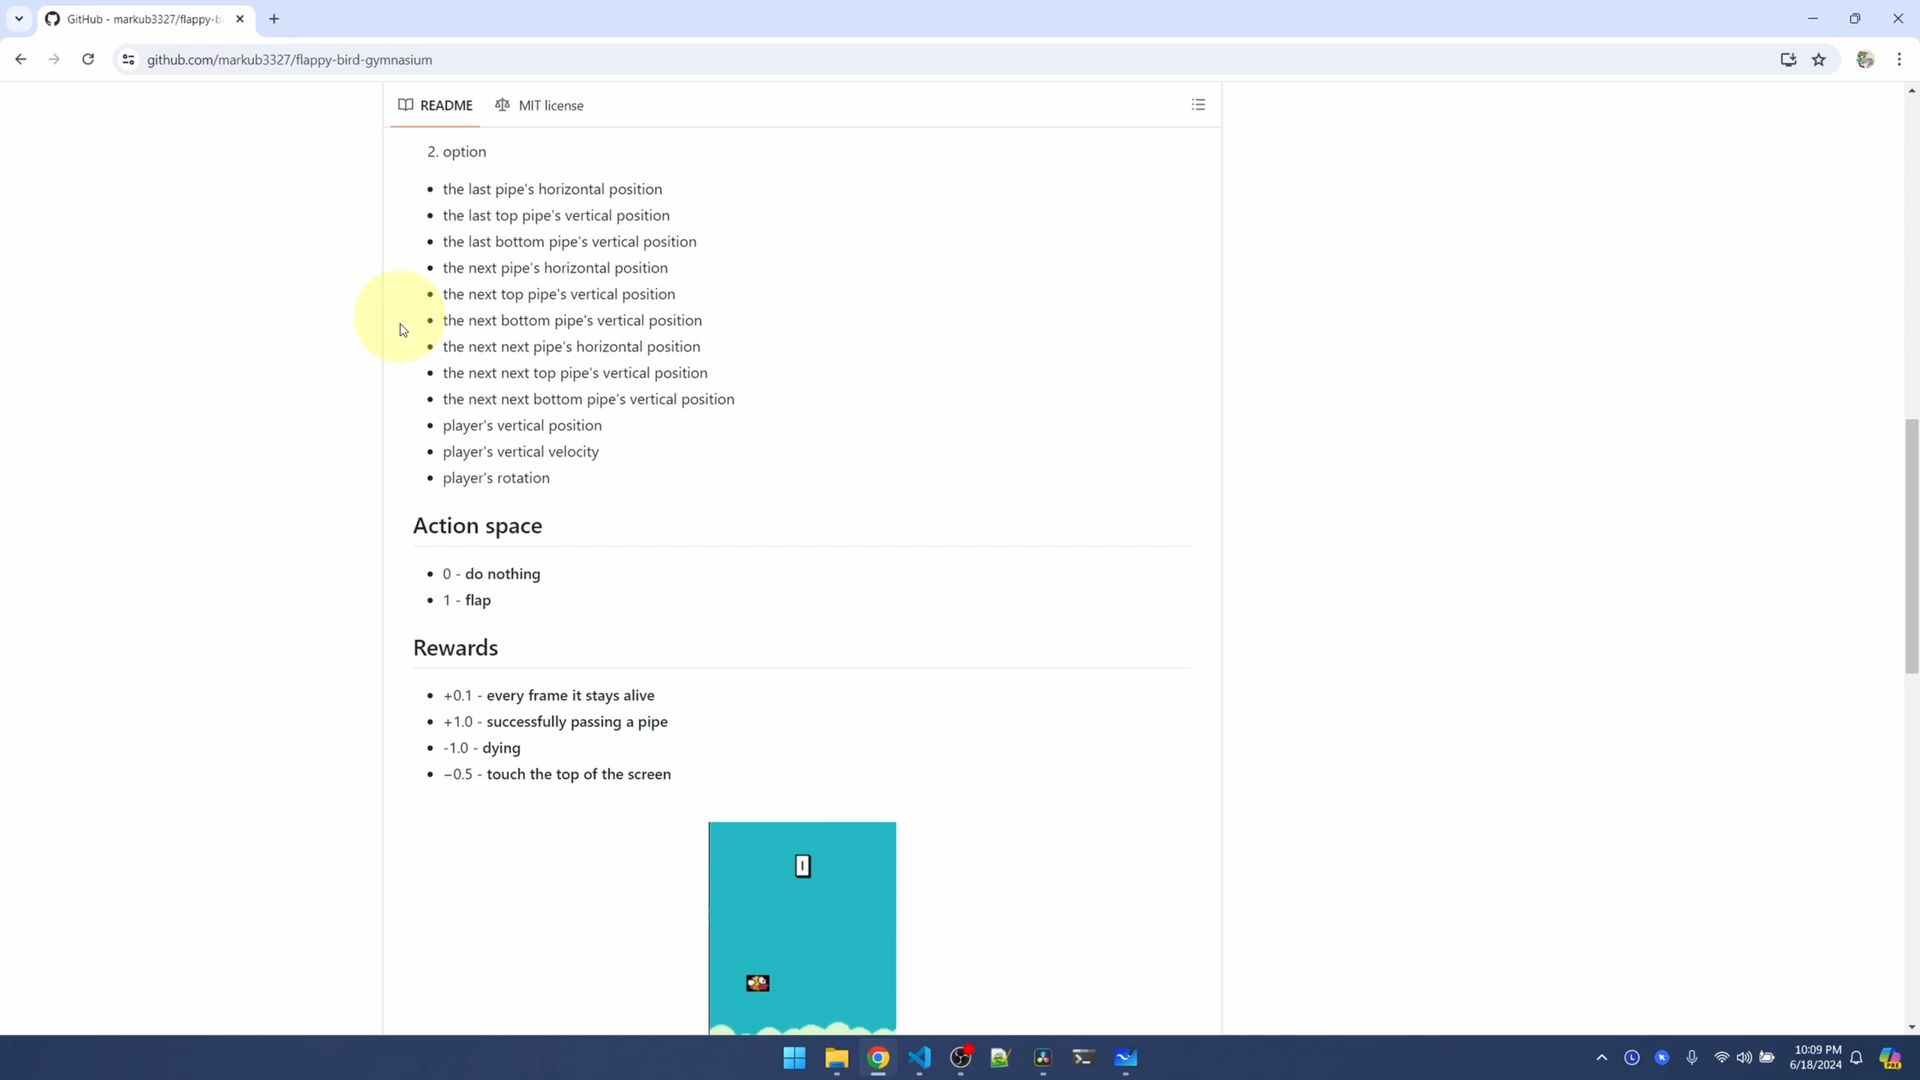 GitHub - markub3327/flappy-b
github.com/markub3327/flappy-bird-gymnasium
README
MIT license
2. option
the last pipe's horizontal position
the last top pipe's vertical position
the last bottom pipe's vertical position
the next pipe's horizontal position
the next top pipe's vertical position
the next bottom pipe's vertical position
the next next pipe's horizontal position
the next next top pipe's vertical position
the next next bottom pipe's vertical position
player's vertical position
player's vertical velocity
player's rotation
Action space
0 - do nothing
1 - flap
Rewards
+0.1 - every frame it stays alive
+1.0 - successfully passing a pipe
-1.0 - dying
−0.5 - touch the top of the screen
10:09 PM
6/18/2024